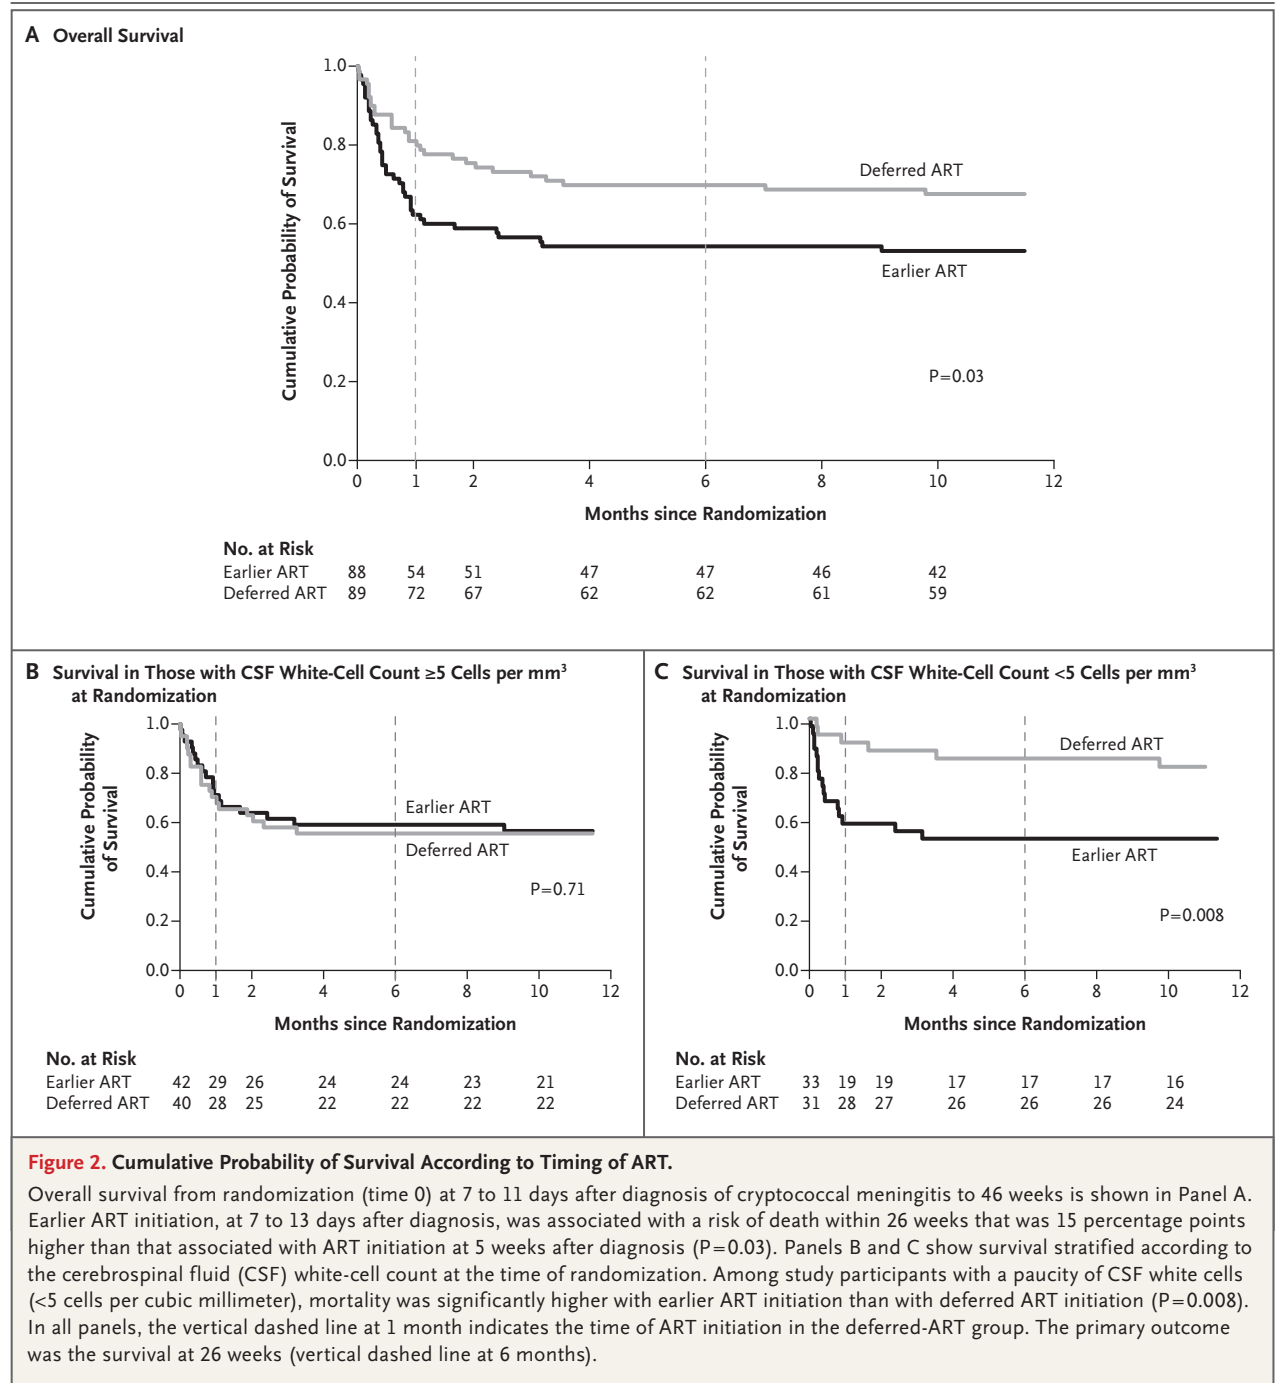 A Overall Survival
1.0
0.8
0.6
0.4
0.2
0.0
Cumulative Probability of Survival
Deferred ART
Earlier ART
P=0.03
0 1 2 4 6 8 10 12
Months since Randomization
No. at Risk
Earlier ART 88 54 51 47 47 46 42
Deferred ART 89 72 67 62 62 61 59
B Survival in Those with CSF White-Cell Count ≥5 Cells per mm³
at Randomization
1.0
0.8
0.6
0.4
0.2
0.0
Cumulative Probability
of Survival
Earlier ART
Deferred ART
P=0.71
0 1 2 4 6 8 10 12
Months since Randomization
No. at Risk
Earlier ART 42 29 26 24 24 23 21
Deferred ART 40 28 25 22 22 22 22
C Survival in Those with CSF White-Cell Count <5 Cells per mm³
at Randomization
1.0
0.8
0.6
0.4
0.2
0.0
Cumulative Probability
of Survival
Deferred ART
Earlier ART
P=0.008
0 1 2 4 6 8 10 12
Months since Randomization
No. at Risk
Earlier ART 33 19 19 17 17 17 16
Deferred ART 31 28 27 26 26 26 24
Figure 2. Cumulative Probability of Survival According to Timing of ART.
Overall survival from randomization (time 0) at 7 to 11 days after diagnosis of cryptococcal meningitis to 46 weeks is shown in Panel A.
Earlier ART initiation, at 7 to 13 days after diagnosis, was associated with a risk of death within 26 weeks that was 15 percentage points
higher than that associated with ART initiation at 5 weeks after diagnosis (P=0.03). Panels B and C show survival stratified according to
the cerebrospinal fluid (CSF) white-cell count at the time of randomization. Among study participants with a paucity of CSF white cells
(<5 cells per cubic millimeter), mortality was significantly higher with earlier ART initiation than with deferred ART initiation (P=0.008).
In all panels, the vertical dashed line at 1 month indicates the time of ART initiation in the deferred-ART group. The primary outcome
was the survival at 26 weeks (vertical dashed line at 6 months).